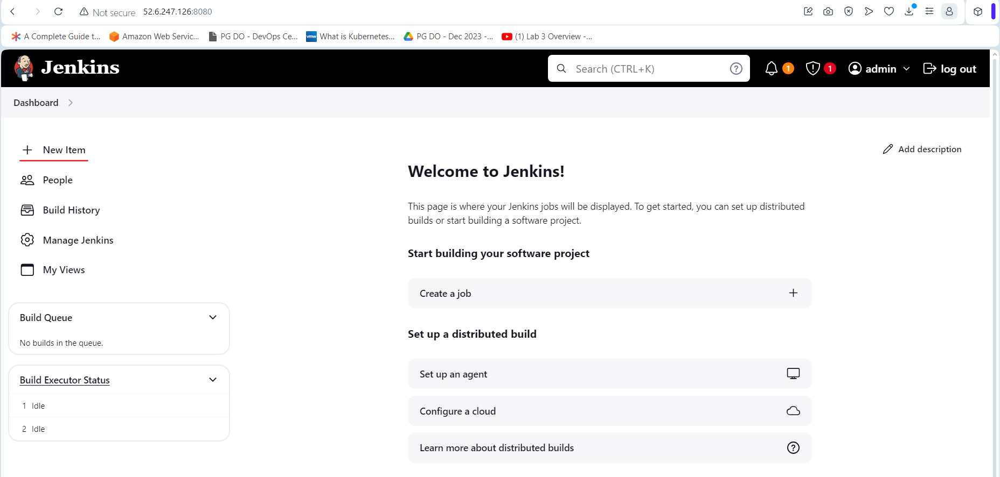 Not secure 52.6.247.126:8080
A Complete Guide t... Amazon Web Servic... PG DO - DevOps Ce... vmw What is Kubernetes... PG DO - Dec 2023 -... (1) Lab 3 Overview -...
Jenkins Search (CTRL+K) ? 1 1 admin log out
Dashboard
New Item
Add description
People
Build History
Manage Jenkins
My Views
Build Queue
No builds in the queue.
Build Executor Status
1 Idle
2 Idle
Welcome to Jenkins!
This page is where your Jenkins jobs will be displayed. To get started, you can set up distributed
builds or start building a software project.
Start building your software project
Create a job
Set up a distributed build
Set up an agent
Configure a cloud
Learn more about distributed builds ?